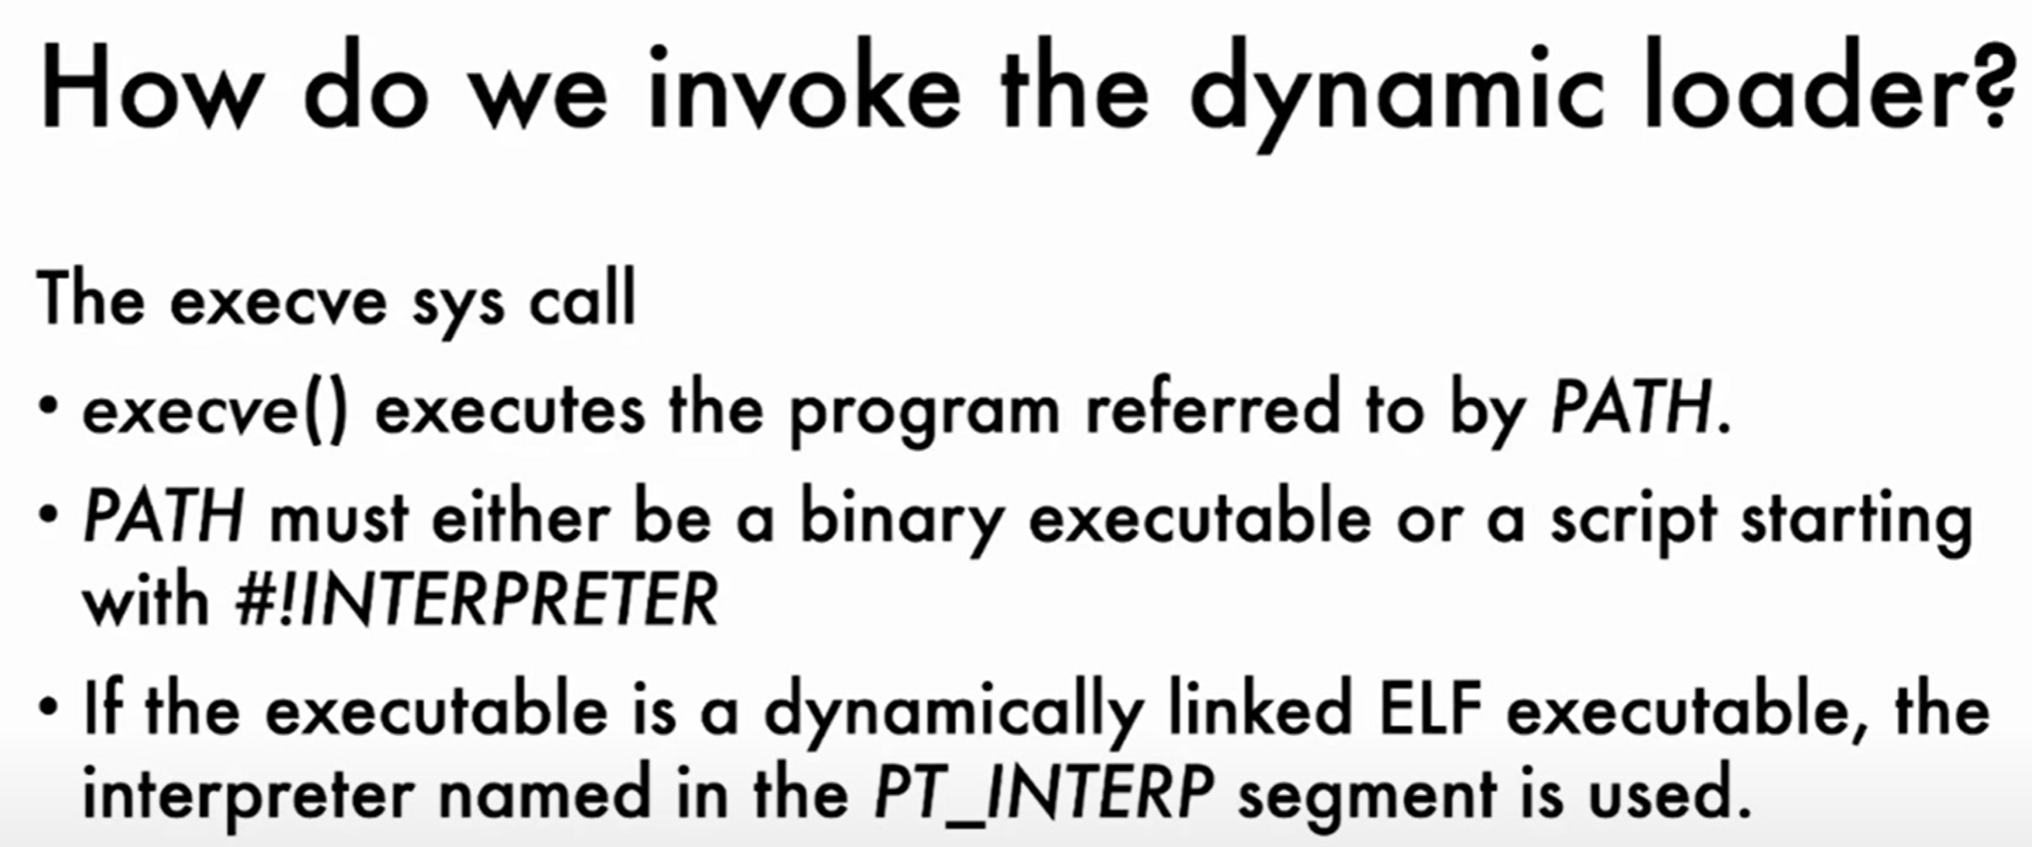 How do we invoke the dynamic loader?
The execve sys call
• execve() executes the program referred to by PATH.
• PATH must either be a binary executable or a script starting
with #!INTERPRETER
• If the executable is a dynamically linked ELF executable, the
interpreter named in the PT_INTERP segment is used.